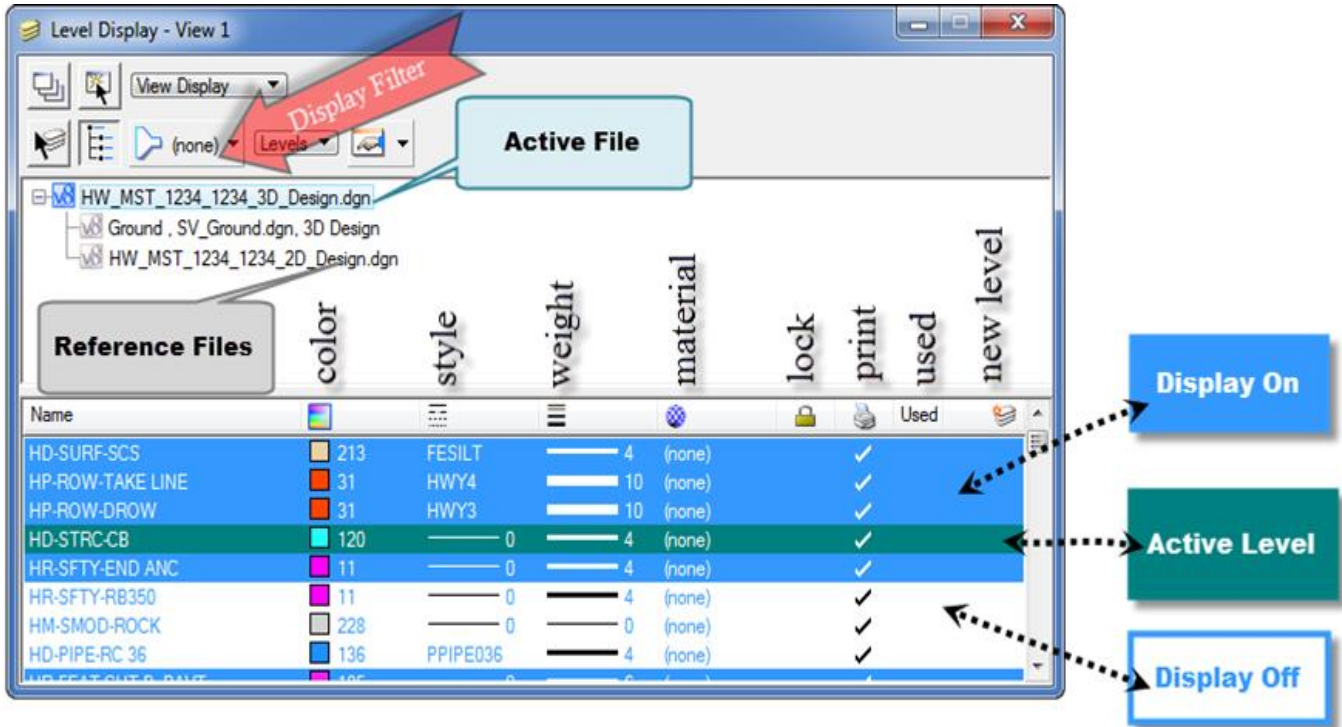 Level Display - View 1
View Display
Display Filter
(none)
Levels
Active File
HW_MST_1234_1234_3D_Design.dgn
Ground , SV_Ground.dgn, 3D Design
HW_MST_1234_1234_2D_Design.dgn
Reference Files
color
style
weight
material
lock
print
used
new level
Name Used
HD-SURF-SCS 213 FESILT 4 (none)
HP-ROW-TAKE LINE 31 HWY4 10 (none)
HP-ROW-DROW 31 HWY3 10 (none)
HD-STRC-CB 120 0 4 (none)
HR-SFTY-END ANC 11 0 4 (none)
HR-SFTY-RB350 11 0 4 (none)
HM-SMOD-ROCK 228 0 0 (none)
HD-PIPE-RC 36 136 PPIPE036 4 (none)
Display On
Active Level
Display Off